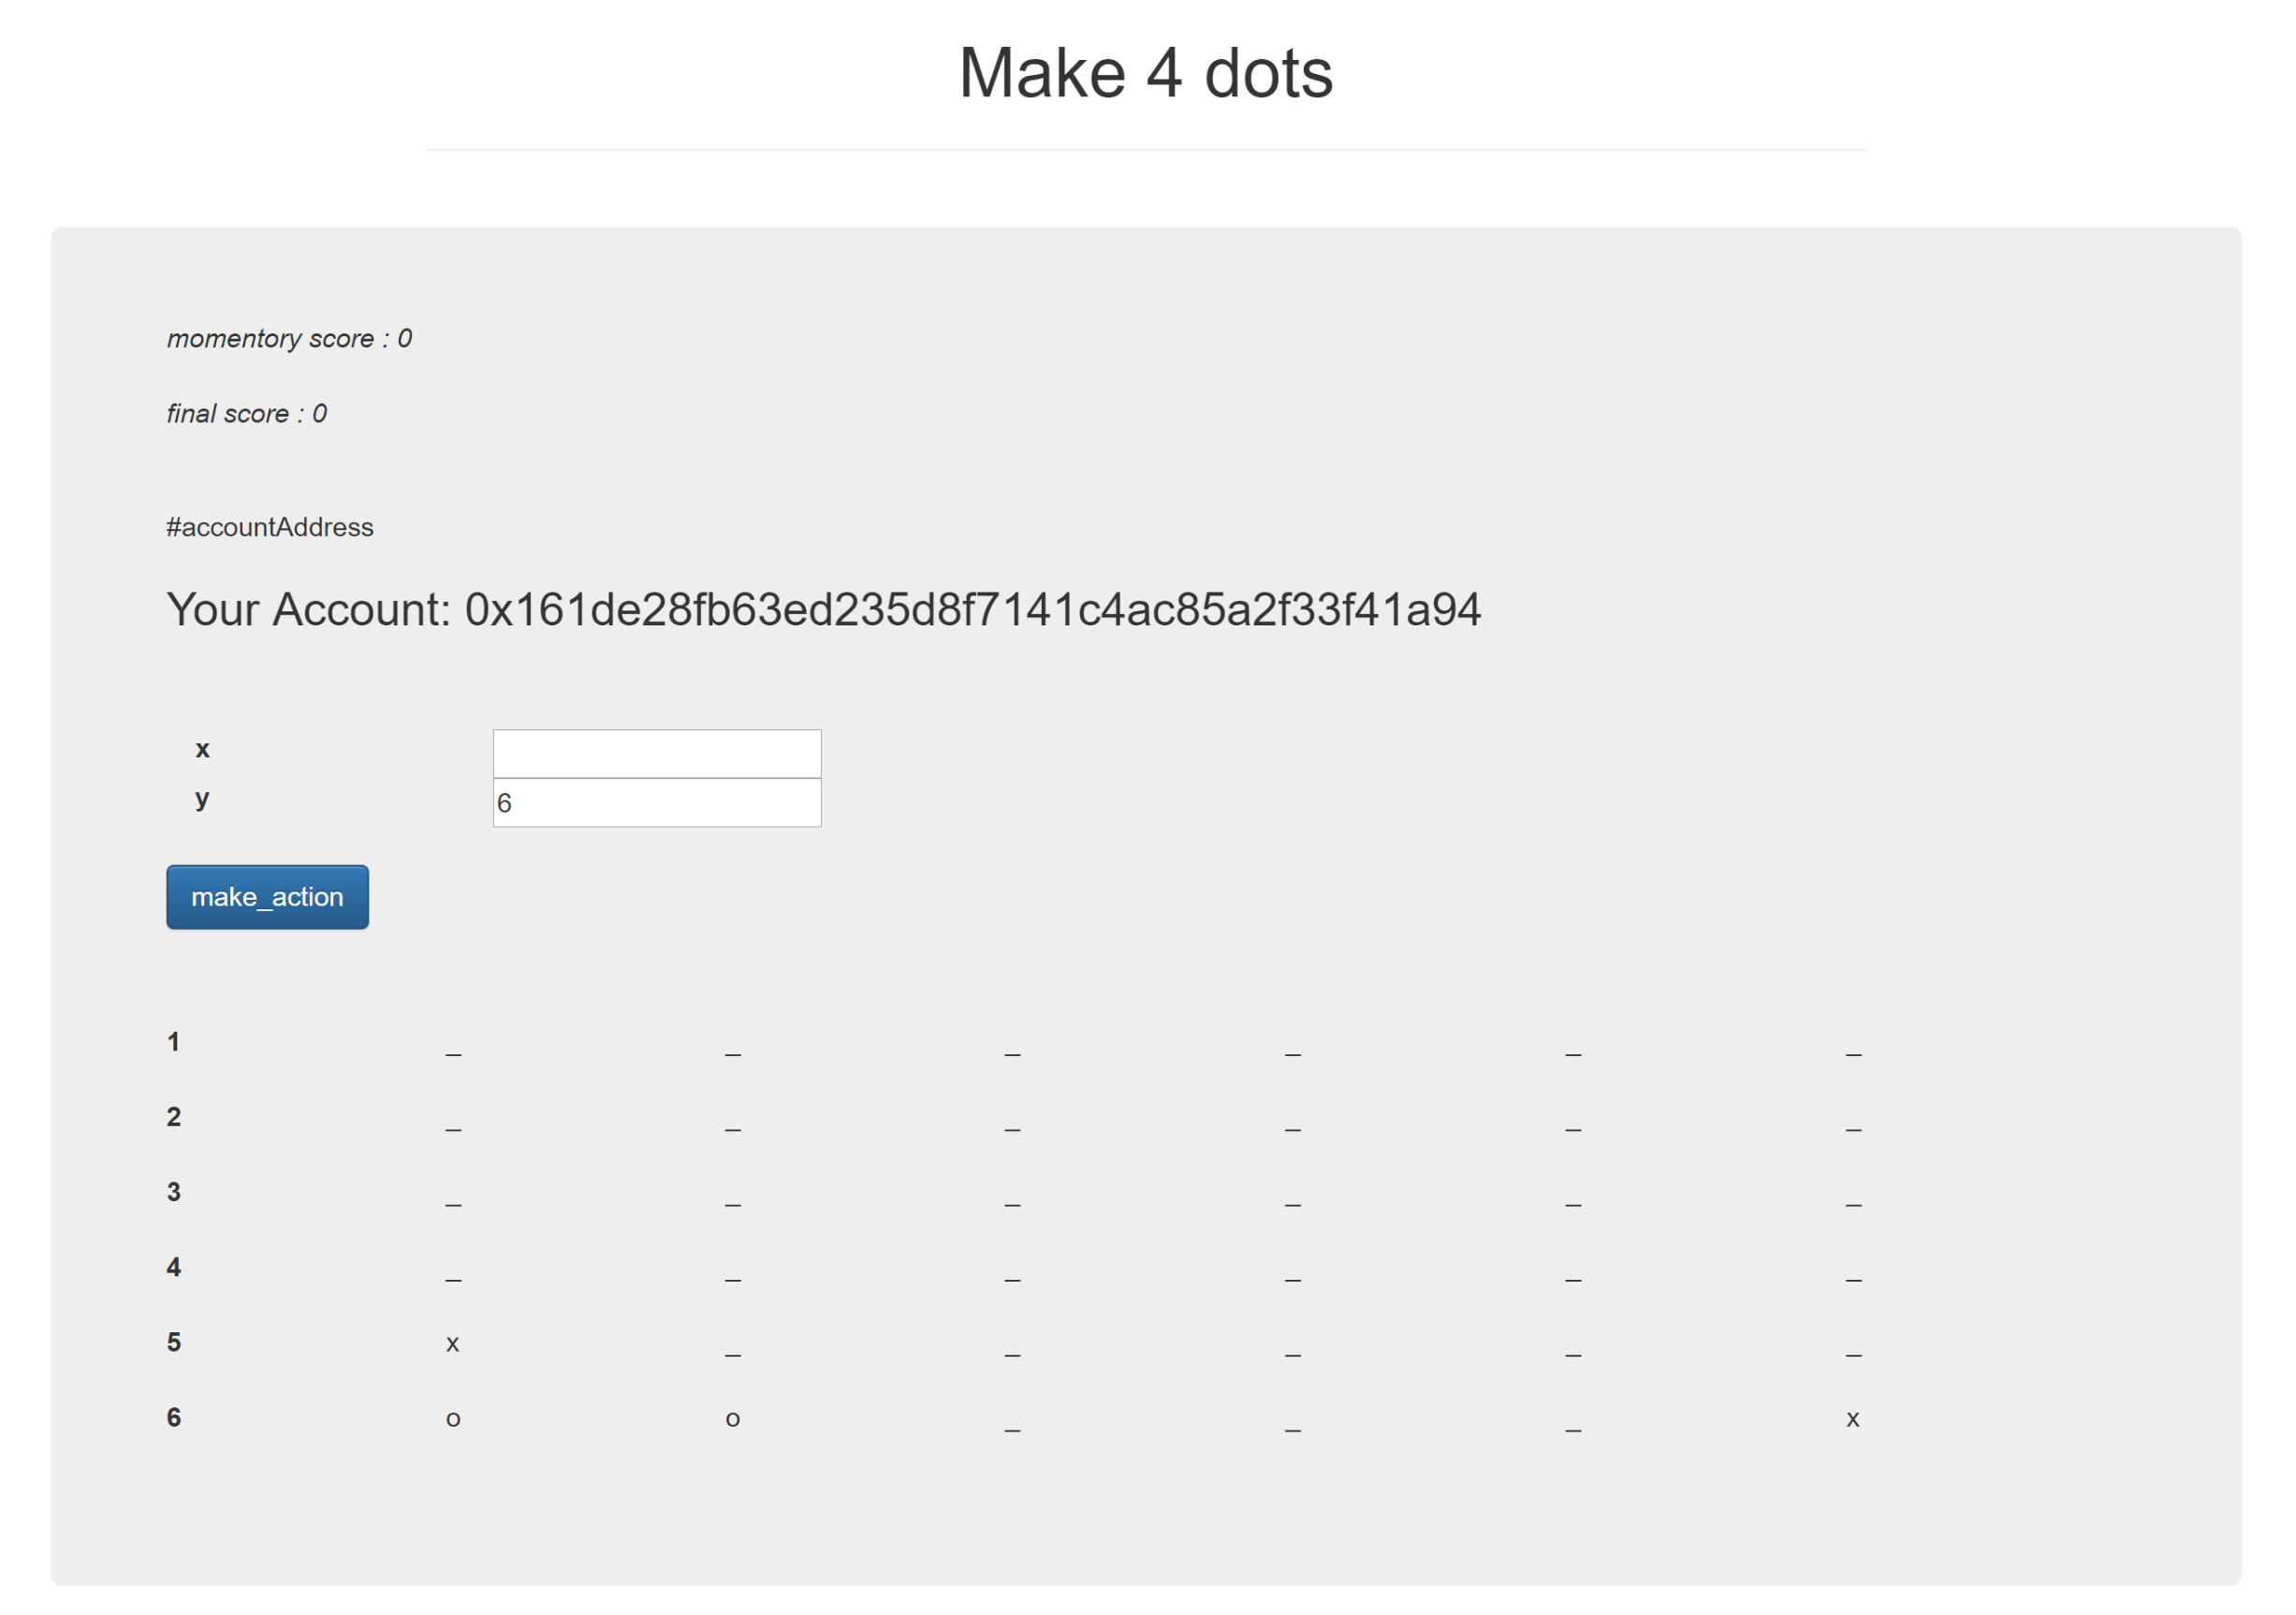 Make 4 dots
momentory score : 0
final score : 0
#accountAddress
Your Account: 0x161de28fb63ed235d8f7141c4ac85a2f33f41a94
x
y 6
make_action
1 _ _ _ _ _ _
2 _ _ _ _ _ _
3 _ _ _ _ _ _
4 _ _ _ _ _ _
5 x _ _ _ _ _
6 o o _ _ _ x